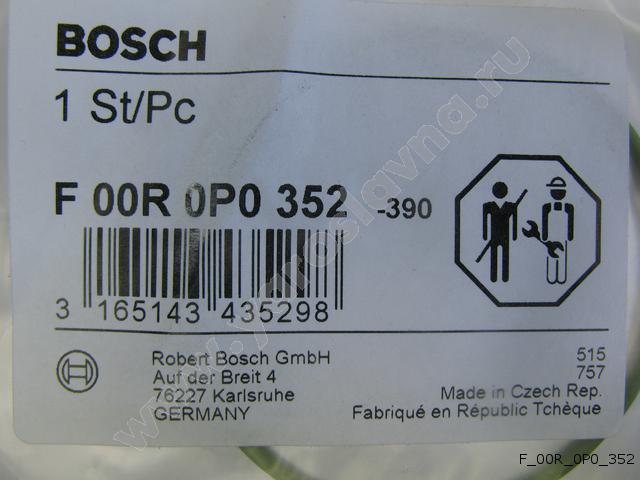 BOSCH
1 St/Pc
F 00R 0P0 352 -390
3 165143 435298
Robert Bosch GmbH
Auf der Breit 4
76227 Karlsruhe
GERMANY
515
757
Made in Czech Rep.
Fabriqué en République Tchèque
www.yaroslavna.ru
F_00R_0P0_352